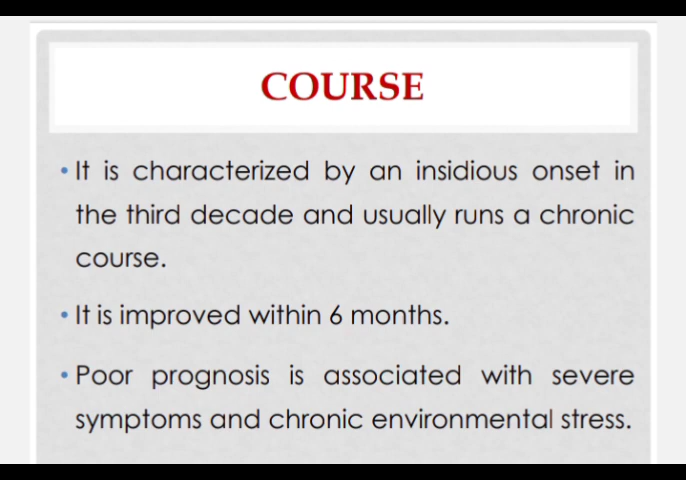 COURSE
• It is characterized by an insidious onset in
the third decade and usually runs a chronic
course.
• It is improved within 6 months.
• Poor prognosis is associated with severe
symptoms and chronic environmental stress.